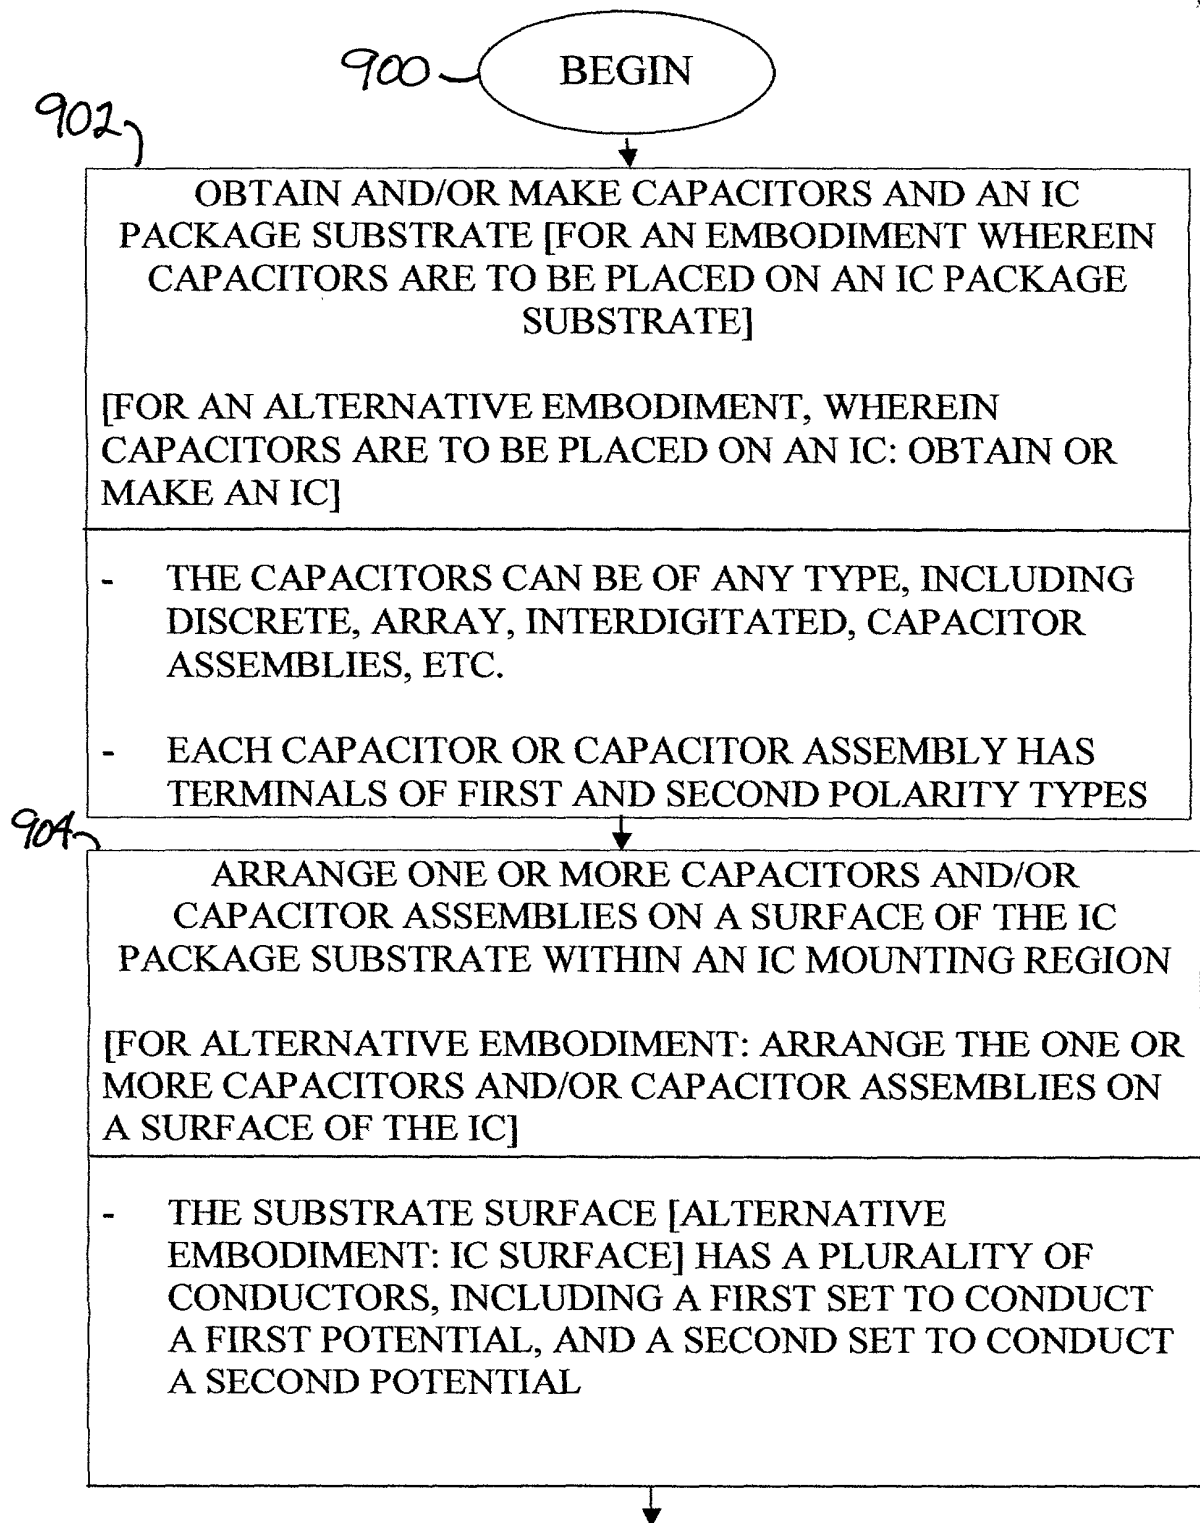 900
BEGIN
902
OBTAIN AND/OR MAKE CAPACITORS AND AN IC
PACKAGE SUBSTRATE [FOR AN EMBODIMENT WHEREIN
CAPACITORS ARE TO BE PLACED ON AN IC PACKAGE
SUBSTRATE]
[FOR AN ALTERNATIVE EMBODIMENT, WHEREIN
CAPACITORS ARE TO BE PLACED ON AN IC: OBTAIN OR
MAKE AN IC]
- THE CAPACITORS CAN BE OF ANY TYPE, INCLUDING
DISCRETE, ARRAY, INTERDIGITATED, CAPACITOR
ASSEMBLIES, ETC.
- EACH CAPACITOR OR CAPACITOR ASSEMBLY HAS
TERMINALS OF FIRST AND SECOND POLARITY TYPES
904
ARRANGE ONE OR MORE CAPACITORS AND/OR
CAPACITOR ASSEMBLIES ON A SURFACE OF THE IC
PACKAGE SUBSTRATE WITHIN AN IC MOUNTING REGION
[FOR ALTERNATIVE EMBODIMENT: ARRANGE THE ONE OR
MORE CAPACITORS AND/OR CAPACITOR ASSEMBLIES ON
A SURFACE OF THE IC]
- THE SUBSTRATE SURFACE [ALTERNATIVE
EMBODIMENT: IC SURFACE] HAS A PLURALITY OF
CONDUCTORS, INCLUDING A FIRST SET TO CONDUCT
A FIRST POTENTIAL, AND A SECOND SET TO CONDUCT
A SECOND POTENTIAL